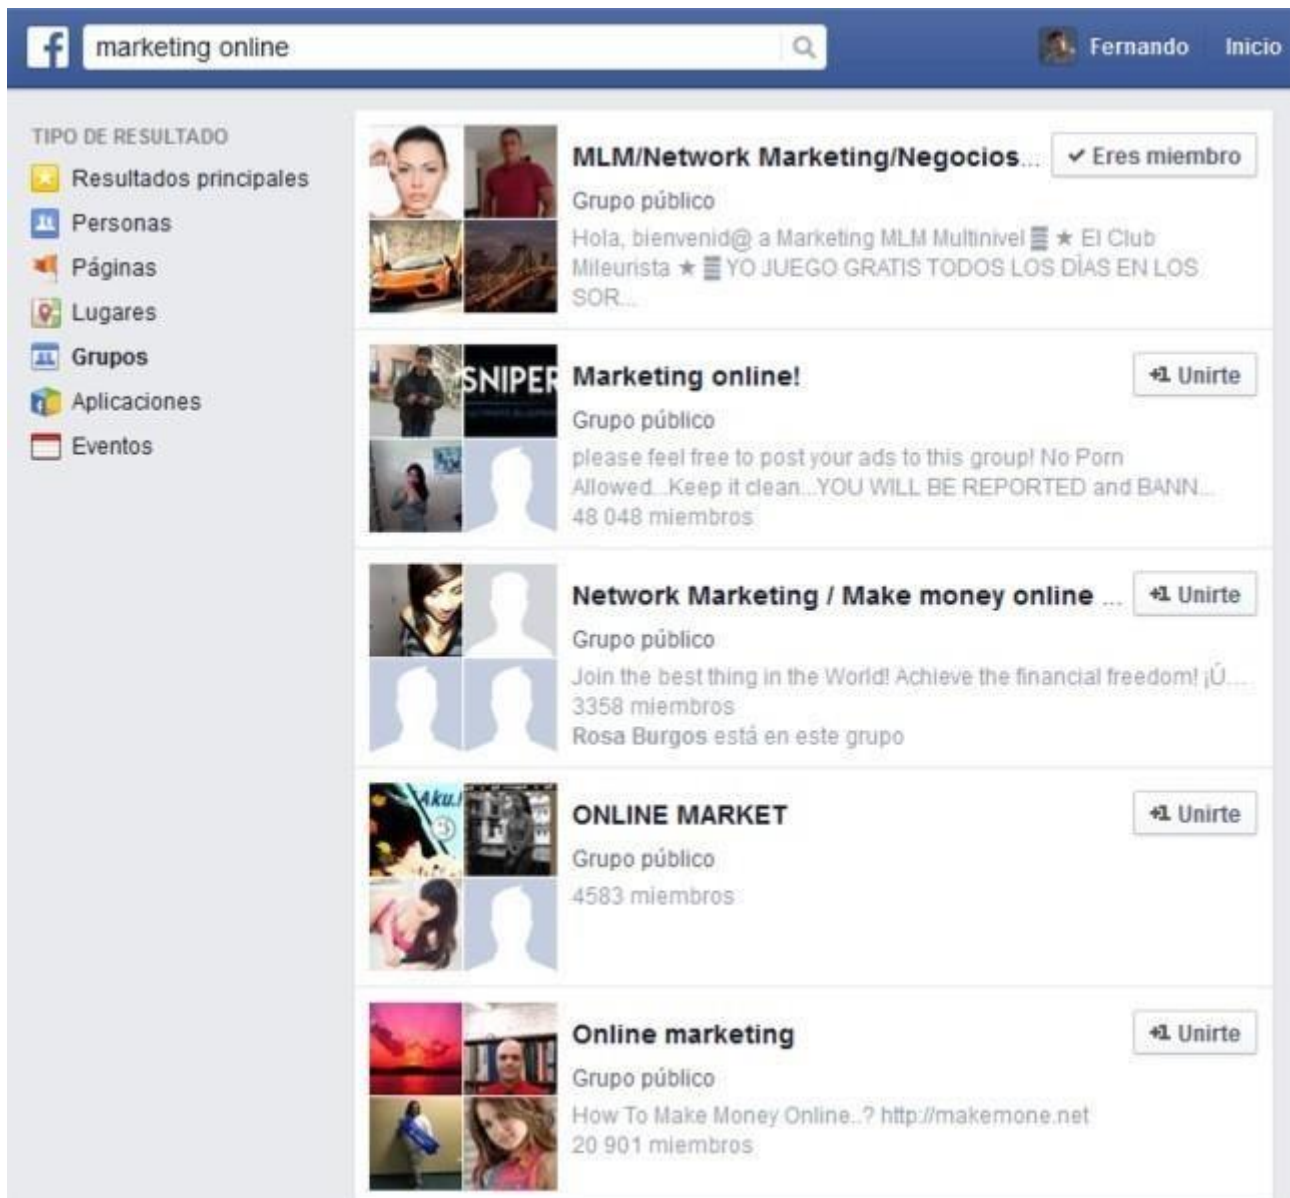 f
marketing online
Fernando
Inicio
TIPO DE RESULTADO
Resultados principales
Personas
Páginas
Lugares
Grupos
Aplicaciones
Eventos
MLM/Network Marketing/Negocios...
✔ Eres miembro
Grupo público
Hola, bienvenid@ a Marketing MLM Multinivel ▓ ★ El Club
Mileurista ★ ▓ YO JUEGO GRATIS TODOS LOS DÌAS EN LOS
SOR...
SNIPER
Marketing online!
+1 Unirte
Grupo público
please feel free to post your ads to this group! No Porn
Allowed...Keep it clean...YOU WILL BE REPORTED and BANN...
48 048 miembros
Network Marketing / Make money online ...
+1 Unirte
Grupo público
Join the best thing in the World! Achieve the financial freedom! ¡Ú...
3358 miembros
Rosa Burgos está en este grupo
Aku.
ONLINE MARKET
+1 Unirte
Grupo público
4583 miembros
Online marketing
+1 Unirte
Grupo público
How To Make Money Online..? http://makemone.net
20 901 miembros